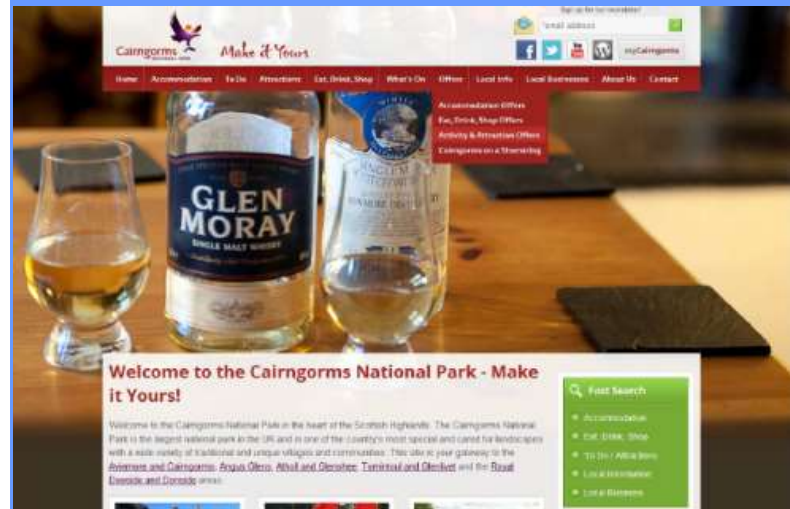 Sign up for our newsletter
email address
Cairngorms
NATIONAL PARK
Make it Yours
myCairngorms
Home Accommodation To Do Attractions Eat, Drink, Shop What's On Offers Local Info Local Businesses About Us Contact
Accommodation Offers
Eat, Drink, Shop Offers
Activity & Attraction Offers
Cairngorms on a Shoestring
GLEN
MORAY
SINGLE MALT WHISKY
Welcome to the Cairngorms National Park - Make
it Yours!
Welcome to the Cairngorms National Park in the heart of the Scottish Highlands. The Cairngorms National
Park is the largest national park in the UK and is one of the country's most special and cared for landscapes
with a wide variety of traditional and unique villages and communities. This site is your gateway to the
Aviemore and Cairngorms, Angus Glens, Atholl and Glenshee, Tomintoul and Glenlivet and the Royal
Deeside and Donside areas.
Fast Search
Accommodation
Eat, Drink, Shop
To Do / Attractions
Local Information
Local Business